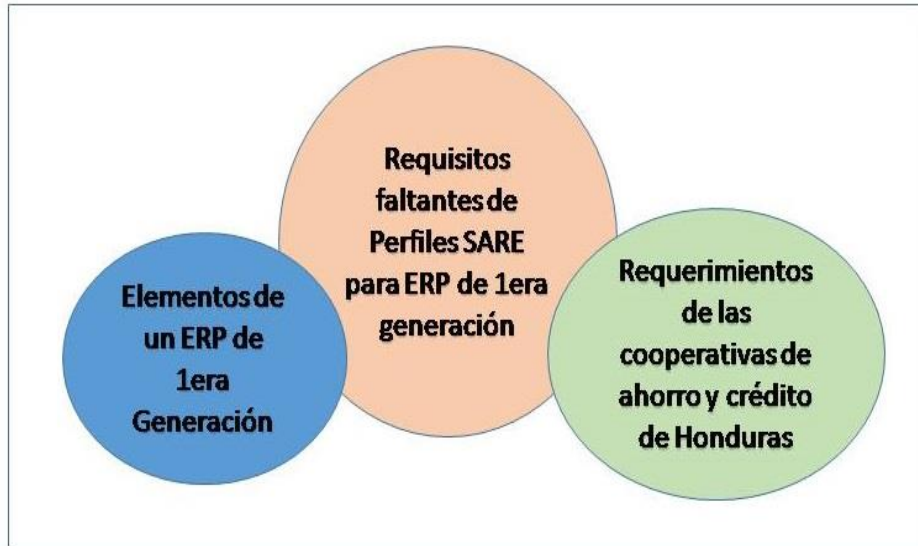 Requisitos
faltantes de
Perfiles SARE
para ERP de 1era
generación
Elementos de
un ERP de
1era
Generación
Requerimientos
de las
cooperativas de
ahorro y crédito
de Honduras